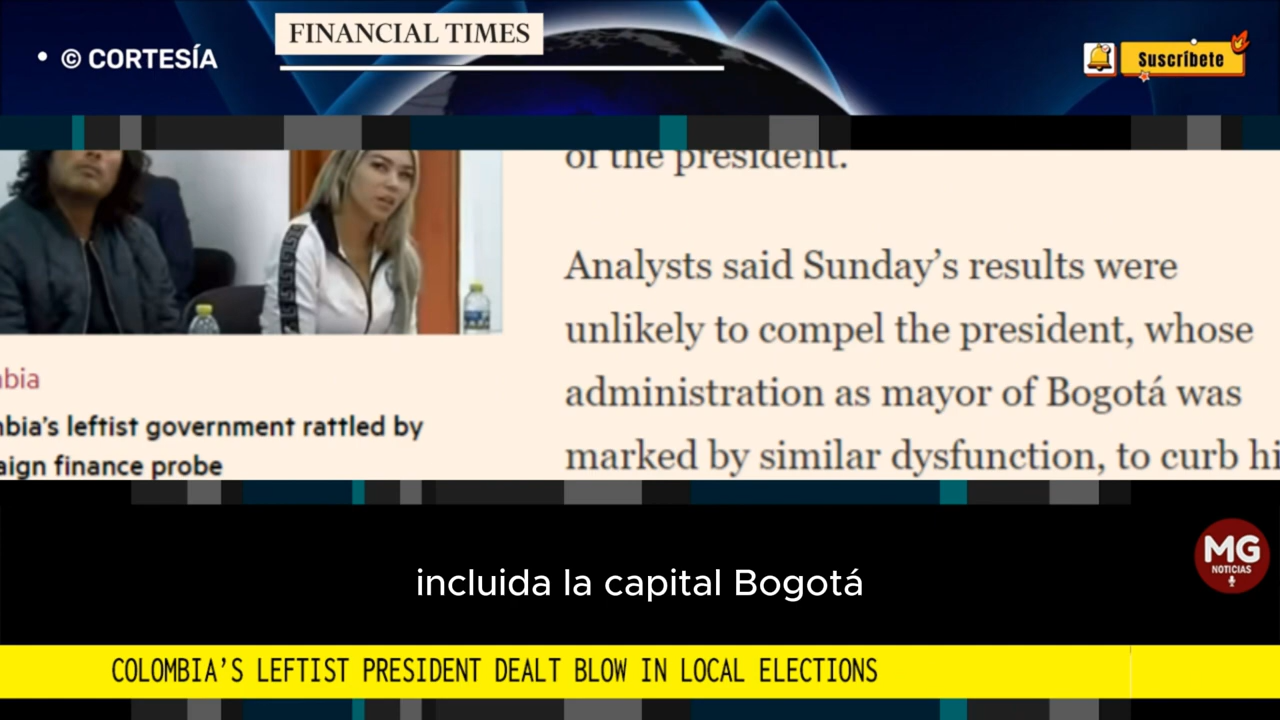 FINANCIAL TIMES
• © CORTESÍA
Suscríbete
of the president.
Analysts said Sunday's results were
unlikely to compel the president, whose
administration as mayor of Bogotá was
marked by similar dysfunction, to curb hi
bia
bia's leftist government rattled by
aign finance probe
MG
NOTICIAS
incluida la capital Bogotá
COLOMBIA'S LEFTIST PRESIDENT DEALT BLOW IN LOCAL ELECTIONS